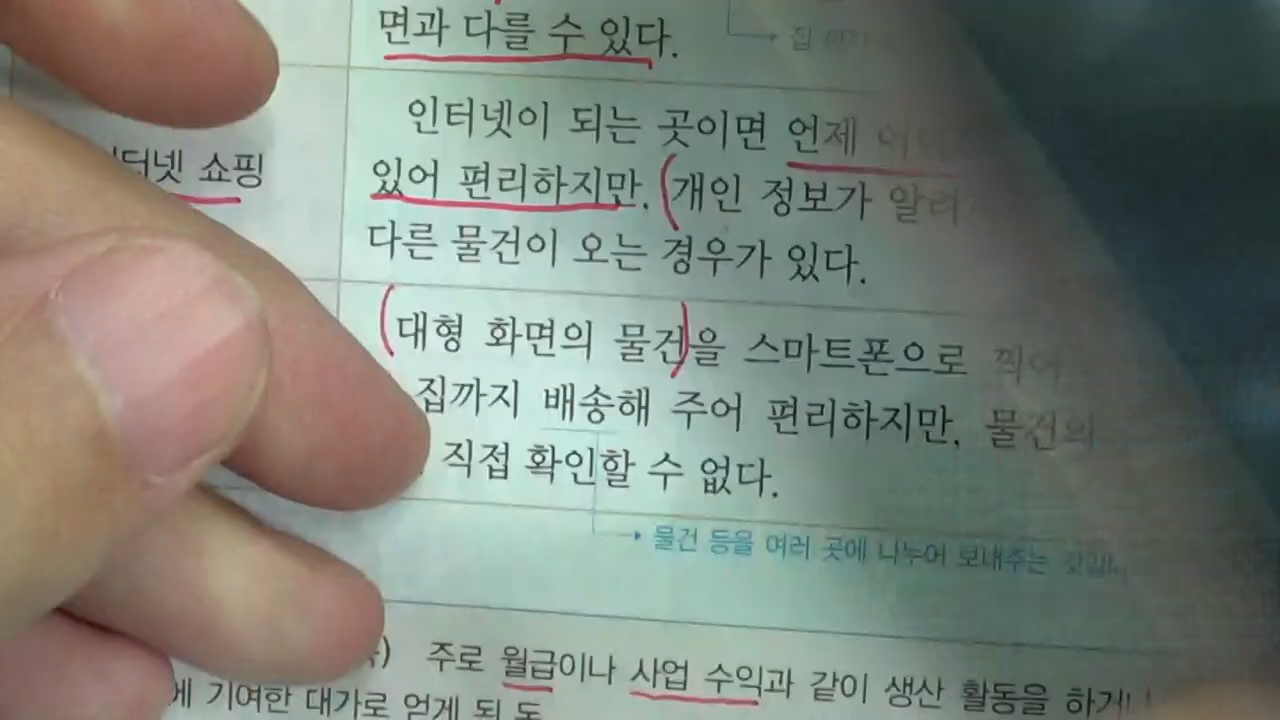 면과 다를 수 있다.
집
인터넷이 되는 곳이면 언제
쇼핑
있어 편리하지만, (개인 정보가
다른 물건이 오는 경우가 있다.
(대형 화면의 물건)을 스마트폰으로 찍어
집까지 배송해 주어 편리하지만, 물건의
직접 확인할 수 없다.
물건 등을 여러 곳에 나누어 보내주는
주로 월급이나 사업 수익과 같이 생산 활동을
에 기여한 대가로 얻게 된